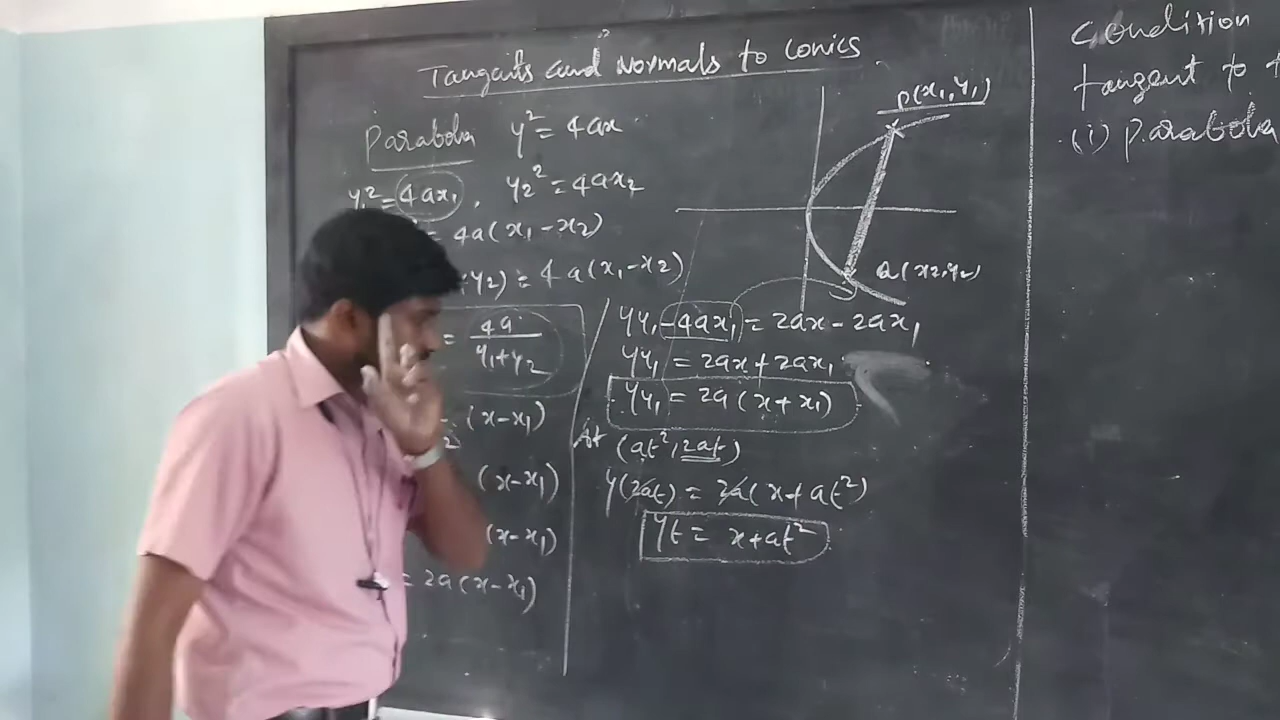 Tangents and Normals to Conics
Parabola y² = 4ax
y₁² = 4ax₁, y₂² = 4ax₂
= 4a(x₁-x₂)
y₂) = 4a(x₁-x₂)
= 4a / y₁+y₂
(x-x₁)
(x-x₁)
(x-x₁)
= 2a(x-x₁)
P(x₁,y₁)
Q(x₂,y₂)
yy₁-4ax₁ = 2ax-2ax₁
yy₁ = 2ax+2ax₁
yy₁ = 2a(x+x₁)
At (at²,2at)
y(2at) = 2a(x+at²)
yt = x+at²
Condition
tangent to
(i) parabola